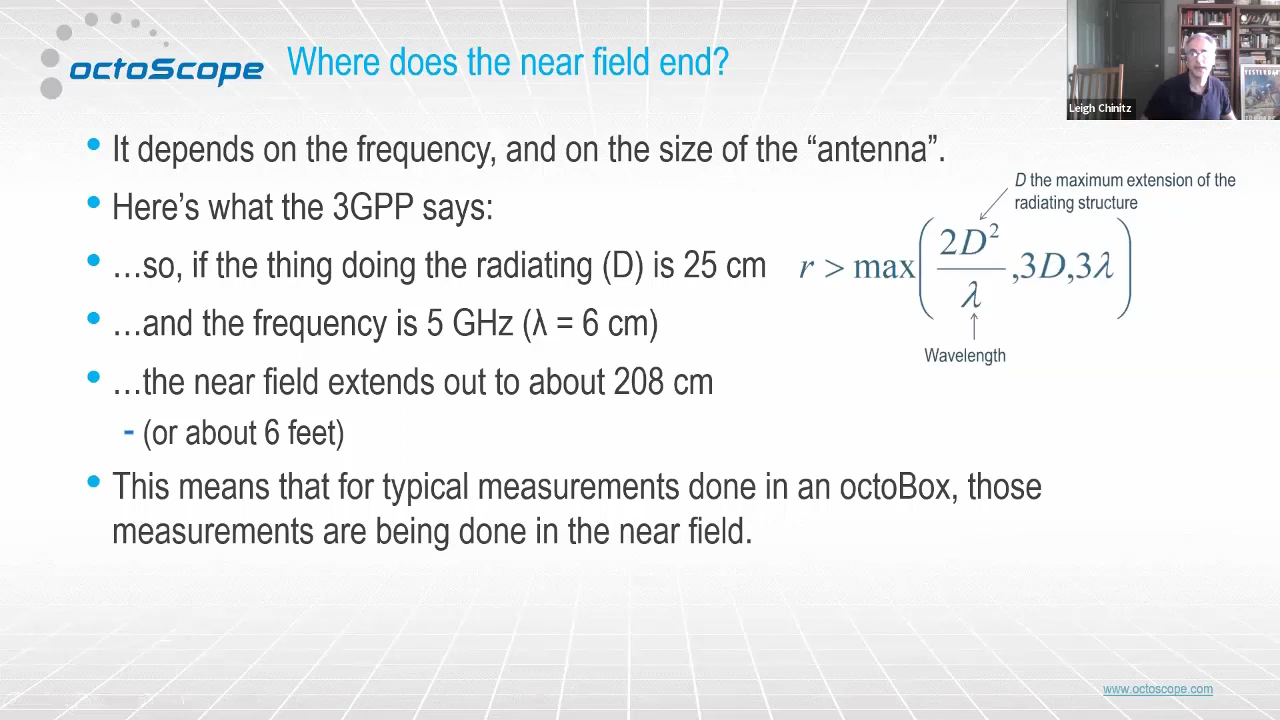 octoScope
Where does the near field end?
Leigh Chinitz
YESTERDAY
• It depends on the frequency, and on the size of the “antenna”.
D the maximum extension of the
radiating structure
• Here’s what the 3GPP says:
• …so, if the thing doing the radiating (D) is 25 cm
r > max(2D²/λ ,3D,3λ)
• …and the frequency is 5 GHz (λ = 6 cm)
Wavelength
• …the near field extends out to about 208 cm
- (or about 6 feet)
• This means that for typical measurements done in an octoBox, those
measurements are being done in the near field.
www.octoscope.com